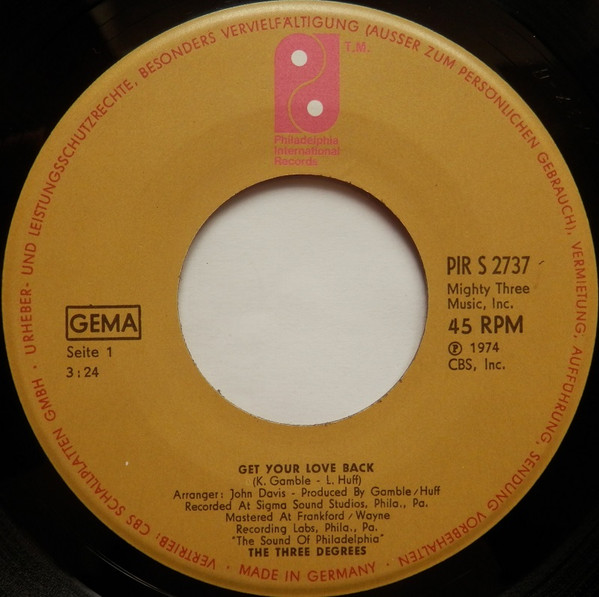 URHEBER- UND LEISTUNGSSCHUTZRECHTE, BESONDERS VERVIELFÄLTIGUNG (AUSSER ZUM PERSÖNLICHEN GEBRAUCH), VERMIETUNG, AUFFÜHRUNG, SENDUNG VORBEHALTEN
T.M.
Philadelphia
International
Records
PIR S 2737
Mighty Three
Music, Inc.
45 RPM
℗ 1974
CBS, Inc.
GEMA
Seite 1
3:24
GET YOUR LOVE BACK
(K. Gamble - L. Huff)
Arranger: John Davis - Produced By Gamble/Huff
Recorded At Sigma Sound Studios, Phila., Pa.
Mastered At Frankford/Wayne
Recording Labs, Phila., Pa.
"The Sound Of Philadelphia"
THE THREE DEGREES
· MADE IN GERMANY ·
VERTRIEB: CBS SCHALLPLATTEN GMBH ·